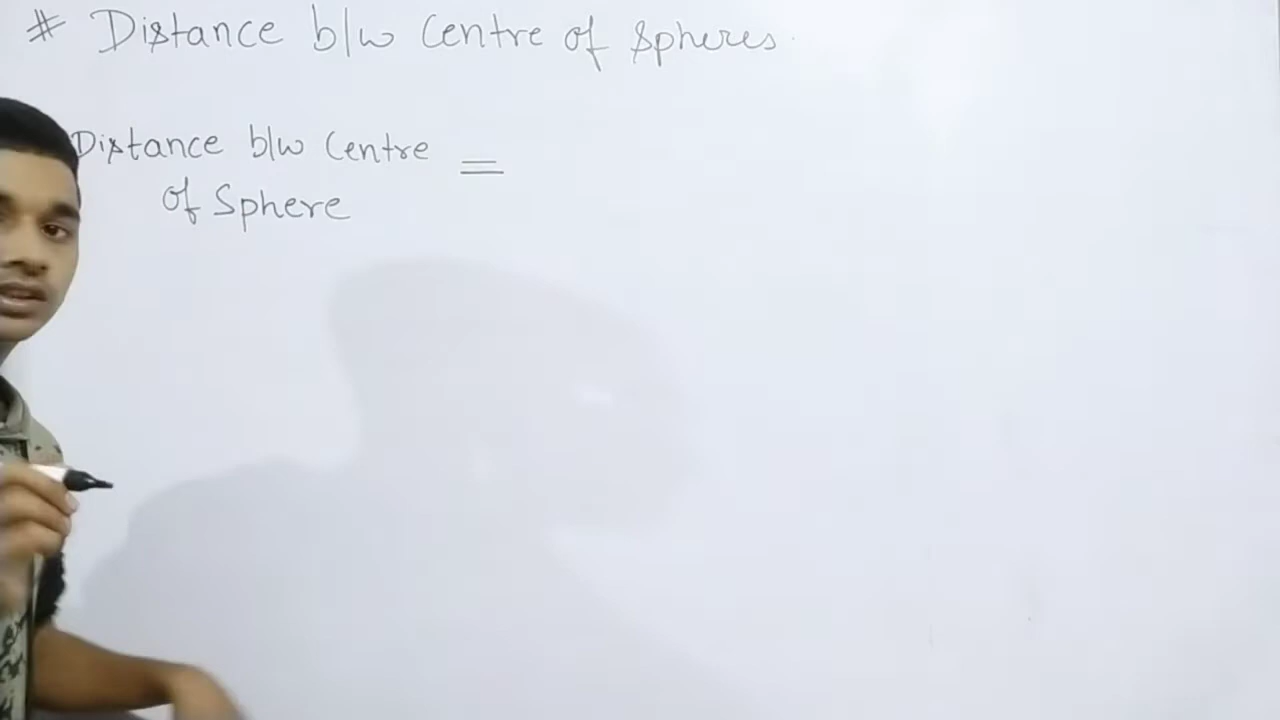 # Distance b/w Centre of Spheres
Distance b/w Centre =
of Sphere